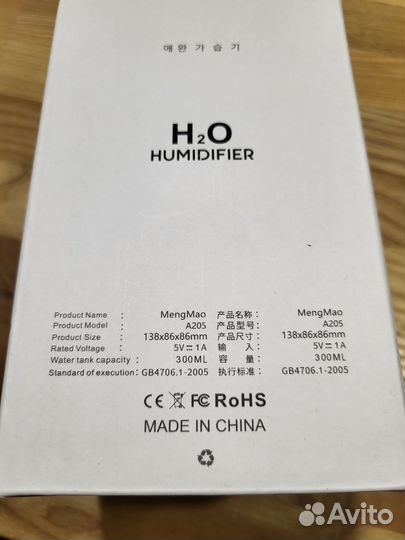 애완 가습기
H₂O
HUMIDIFIER
Product Name : MengMao 产品名称: MengMao
Product Model : A205 产品型号: A205
Product Size : 138x86x86mm 产品尺寸: 138x86x86mm
Rated Voltage : 5V⎓1A 输 入: 5V⎓1A
Water tank capacity : 300ML 容 量: 300ML
Standard of execution: GB4706.1-2005 执行标准: GB4706.1-2005
CE FC RoHS
MADE IN CHINA
Avito